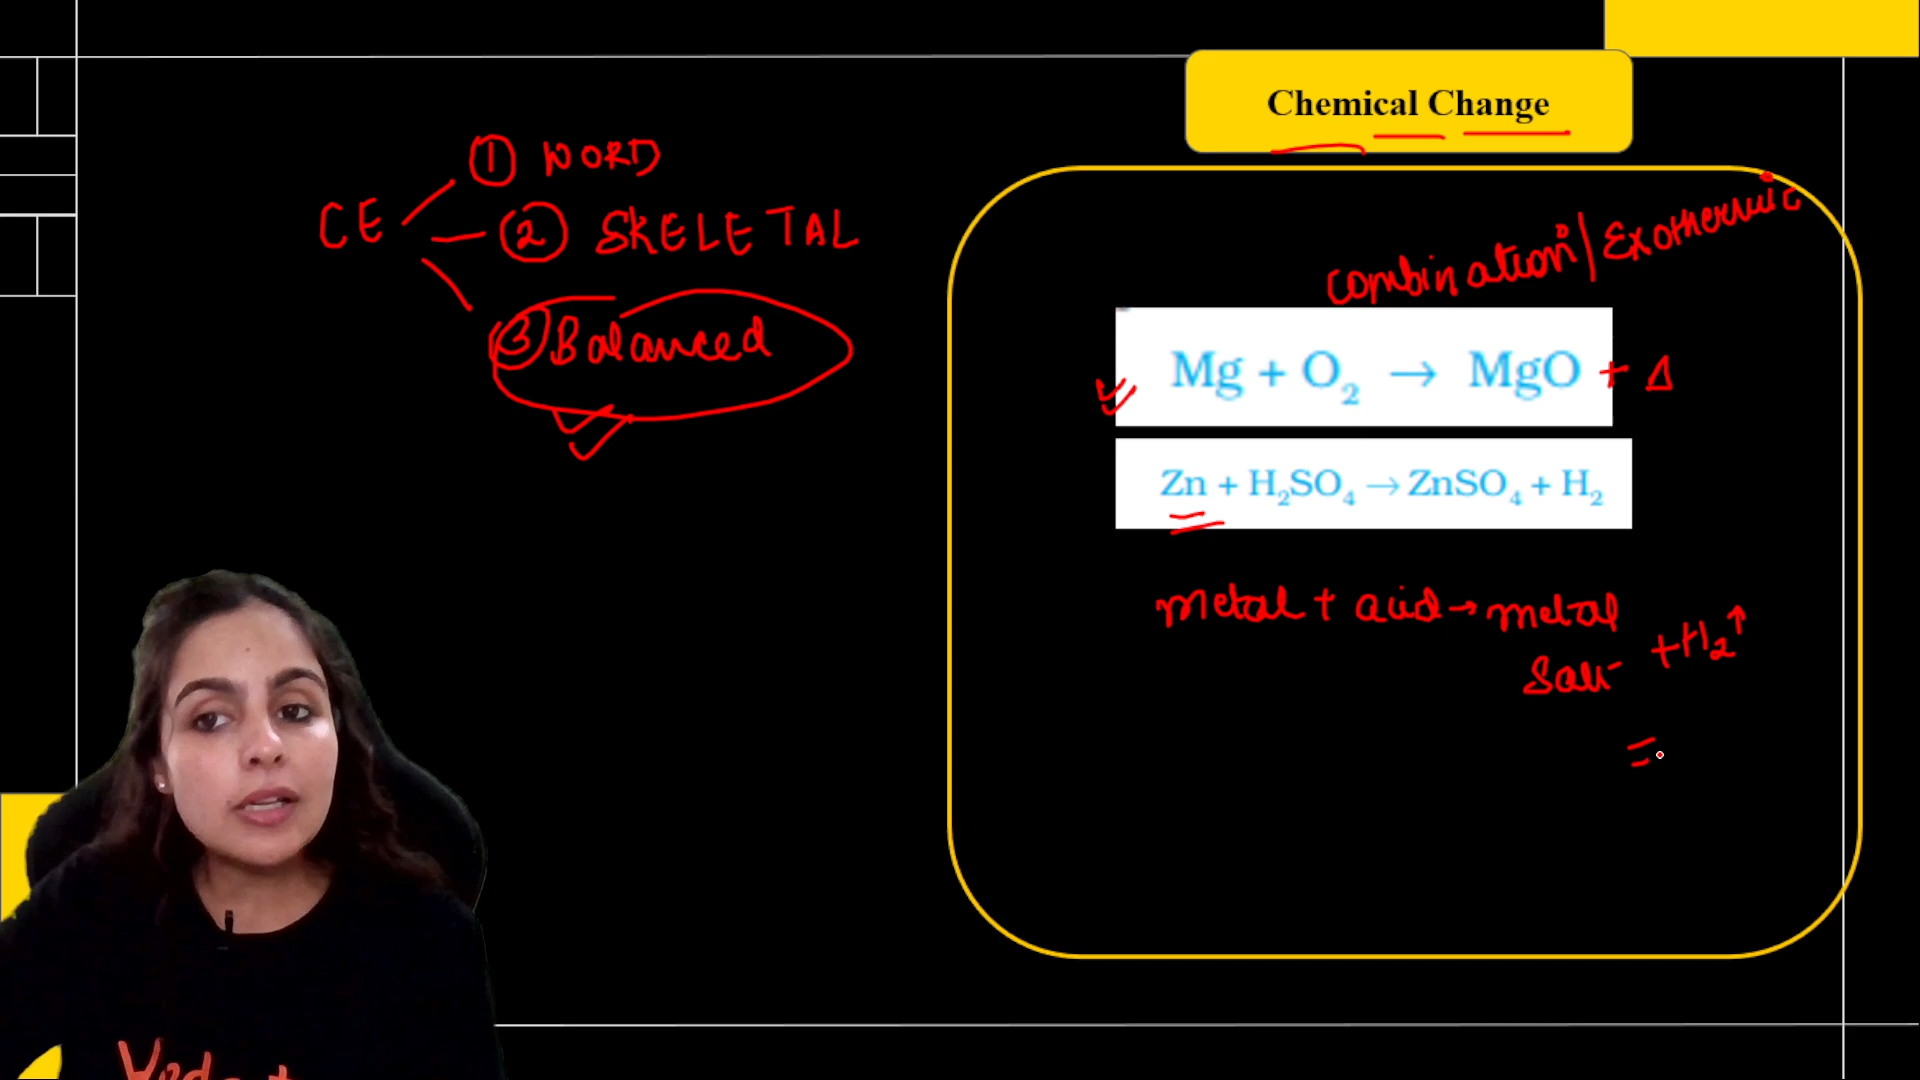 Chemical Change
① WORD
CE
② SKELETAL
③ Balanced
combination / Exothermic
Mg + O₂ → MgO + Δ
Zn + H₂SO₄ → ZnSO₄ + H₂
metal + acid → metal
Salt + H₂↑
=